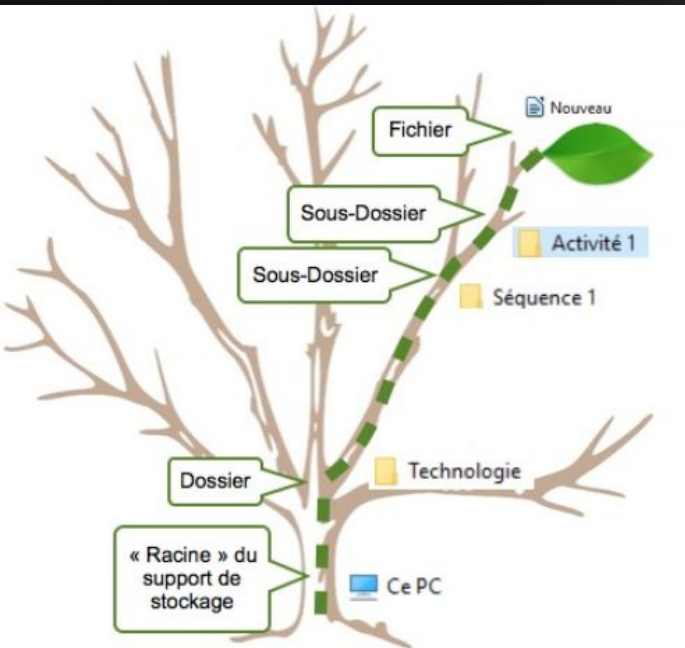 Nouveau
Fichier
Sous-Dossier
Activité 1
Sous-Dossier
Séquence 1
Dossier
Technologie
« Racine » du
support de
stockage
Ce PC